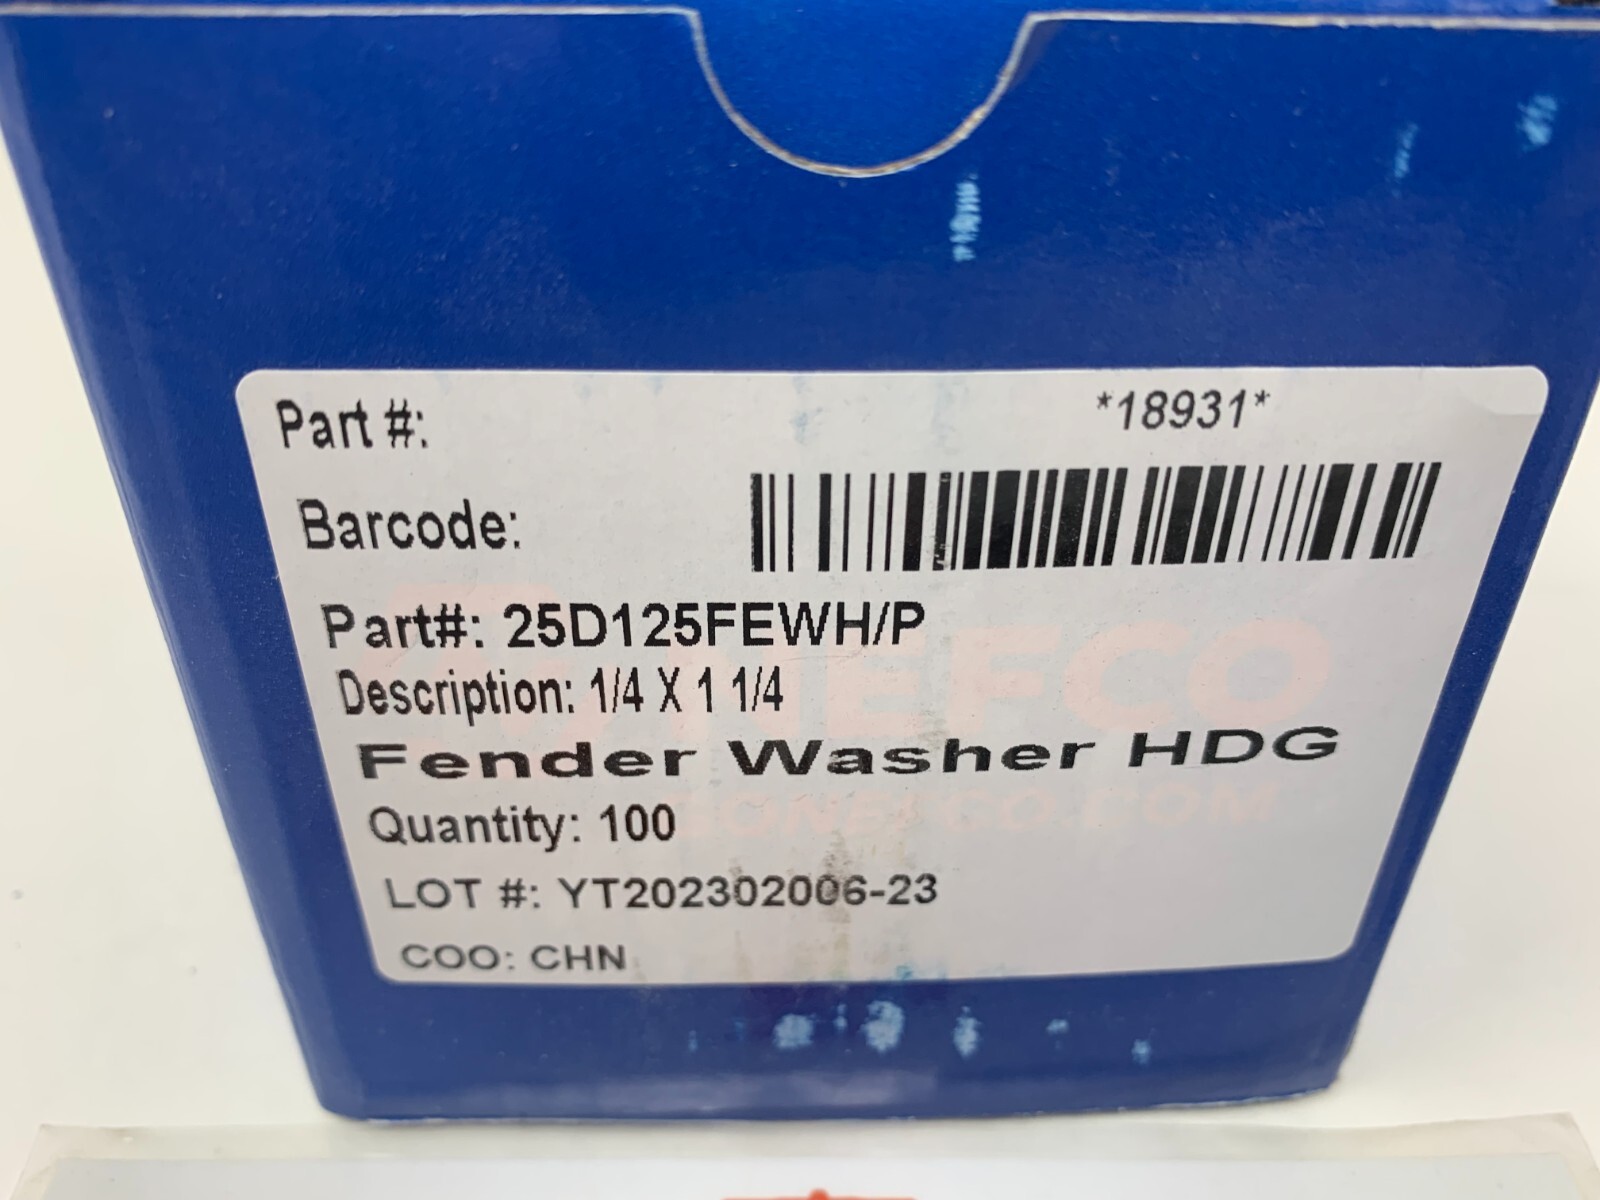 Part #:
*18931*
Barcode:
Part#: 25D125FEWH/P
Description: 1/4 X 1 1/4
Fender Washer HDG
Quantity: 100
LOT #: YT202302006-23
COO: CHN